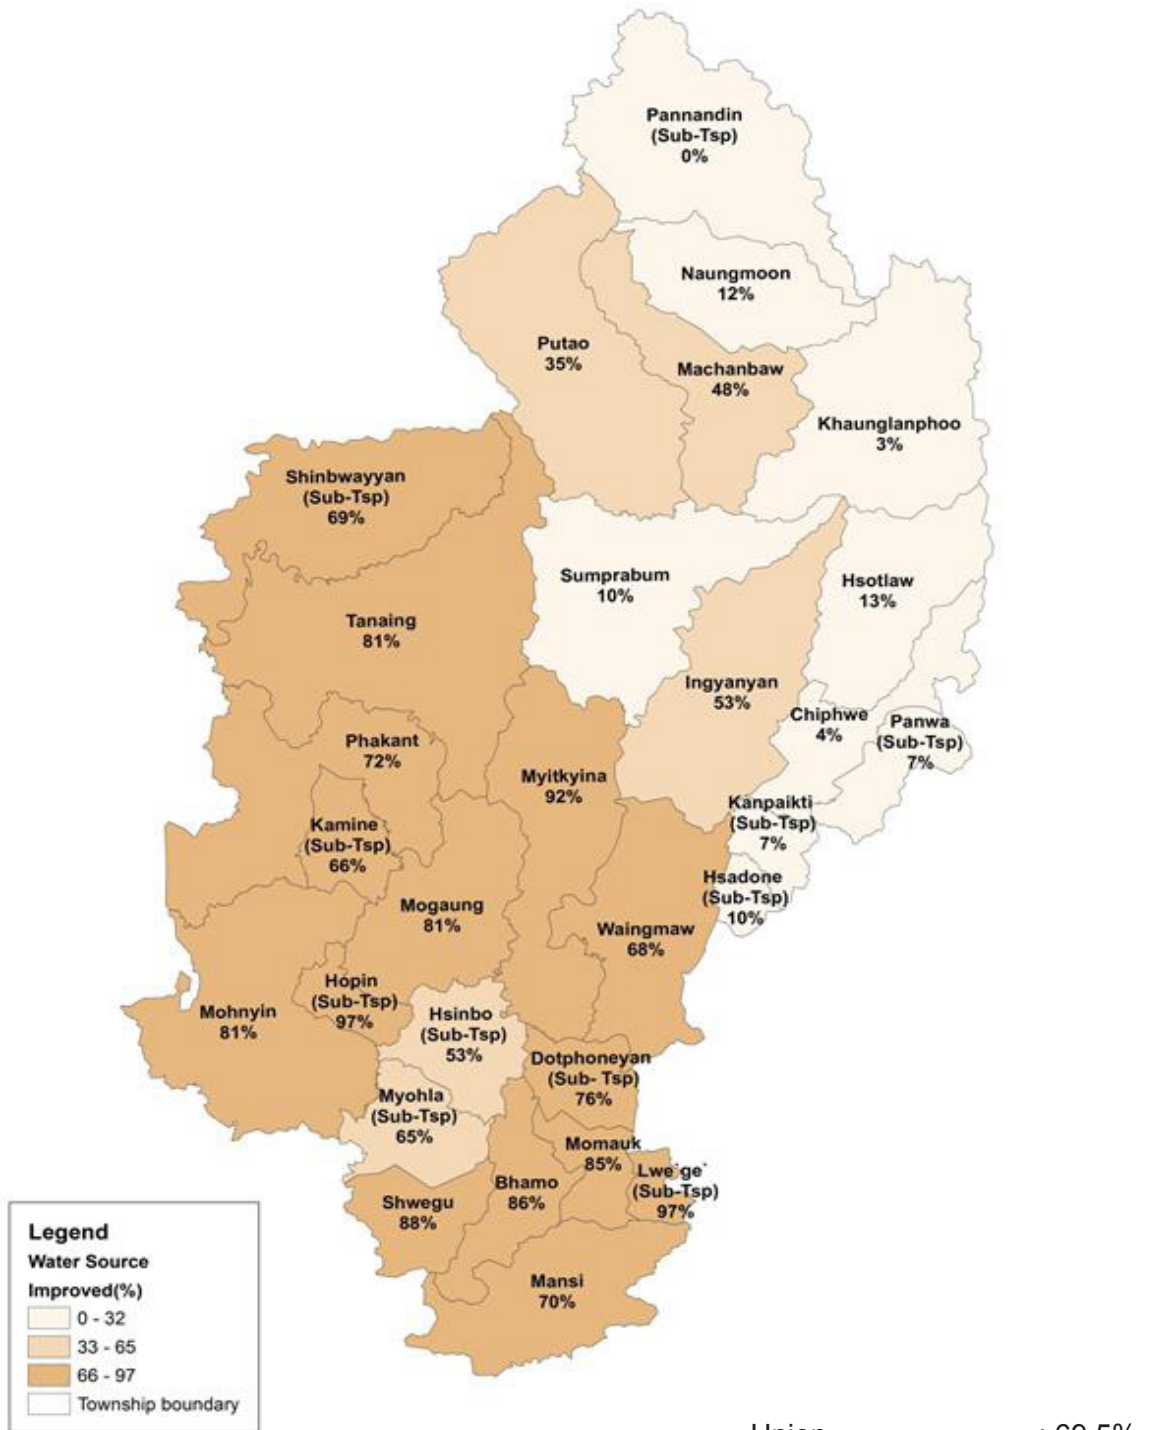 Pannandin
(Sub-Tsp)
0%
Naungmoon
12%
Putao
35%
Machanbaw
48%
Khaunglanphoo
3%
Shinbwayyan
(Sub-Tsp)
69%
Sumprabum
10%
Hsotlaw
13%
Tanaing
81%
Ingyanyan
53%
Chiphwe
4%
Panwa
(Sub-Tsp)
7%
Phakant
72%
Myitkyina
92%
Kanpaikti
(Sub-Tsp)
7%
Kamine
(Sub-Tsp)
66%
Hsadone
(Sub-Tsp)
10%
Mogaung
81%
Waingmaw
68%
Hopin
(Sub-Tsp)
97%
Mohnyin
81%
Hsinbo
(Sub-Tsp)
53%
Dotphoneyan
(Sub- Tsp)
76%
Myohla
(Sub-Tsp)
65%
Momauk
85%
Lwe`ge`
(Sub-Tsp)
97%
Bhamo
86%
Shwegu
88%
Mansi
70%
Legend
Water Source
Improved(%)
0 - 32
33 - 65
66 - 97
Township boundary